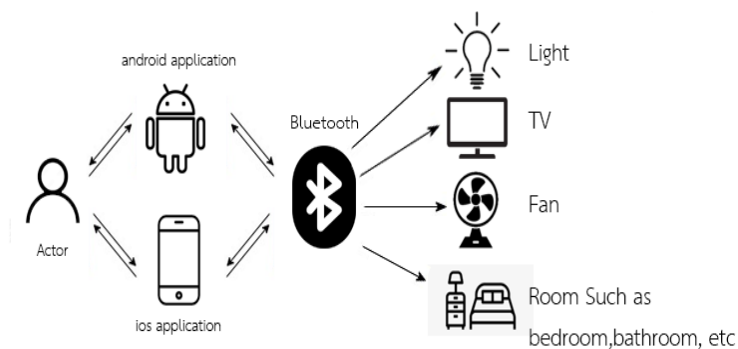 android application
Bluetooth
Actor
ios application
Light
TV
Fan
Room Such as
bedroom,bathroom, etc